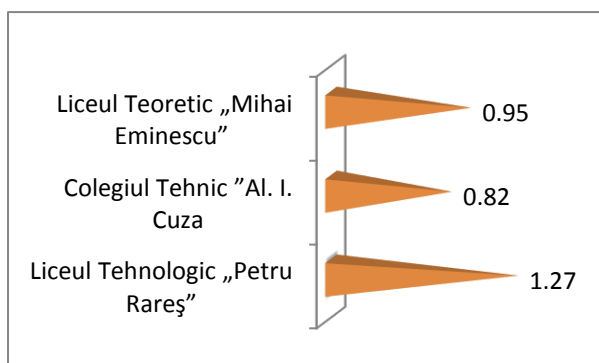 Liceul Teoretic „Mihai
Eminescu”
0.95
Colegiul Tehnic ”Al. I.
Cuza
0.82
Liceul Tehnologic „Petru
Rareş”
1.27